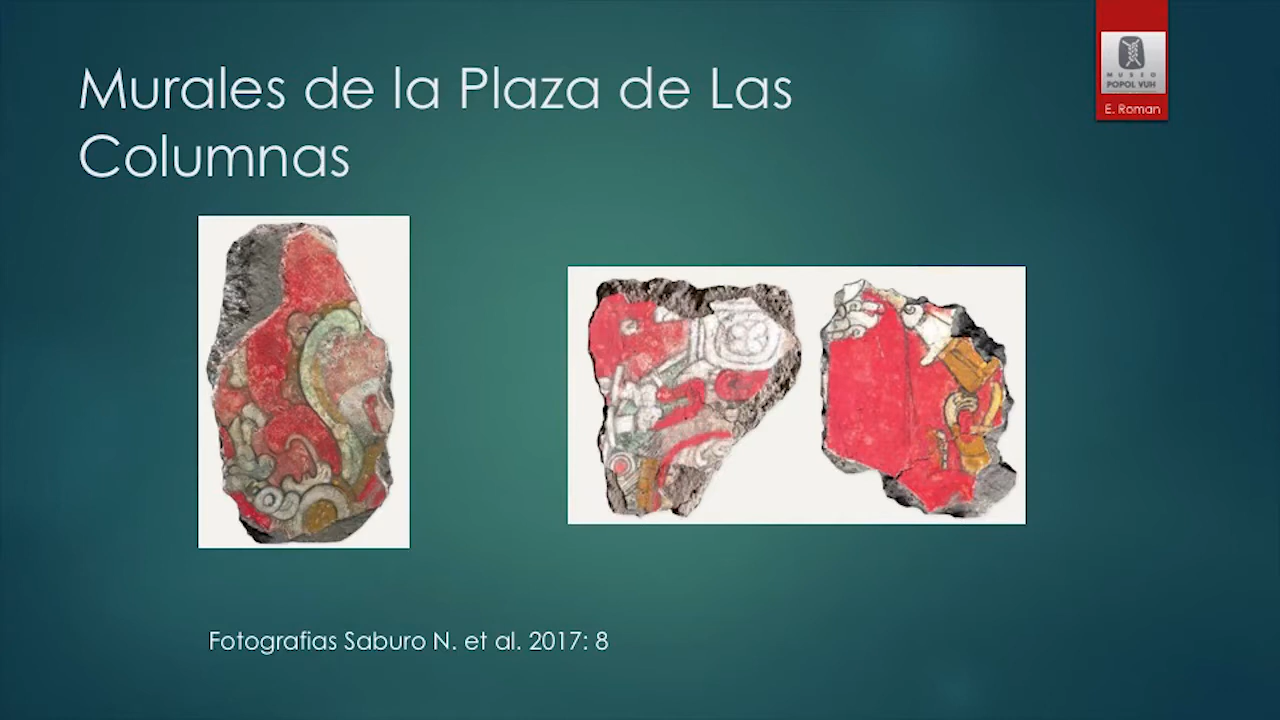 Murales de la Plaza de Las
Columnas
MUSEO
POPOL VUH
E. Roman
Fotografias Saburo N. et al. 2017: 8